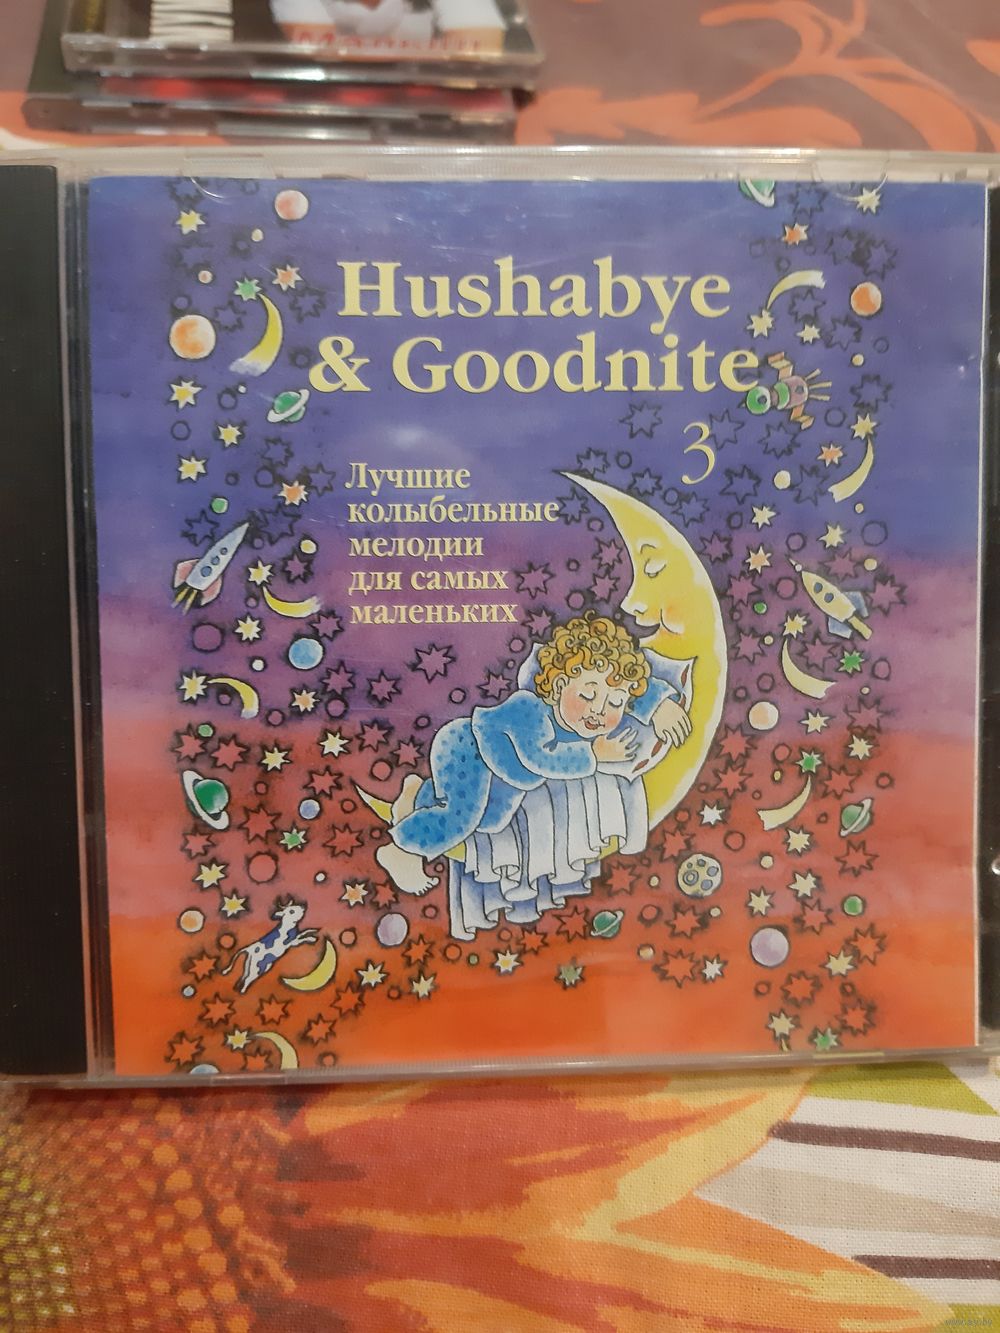 Hushabye
& Goodnite
3
Лучшие
колыбельные
мелодии
для самых
маленьких